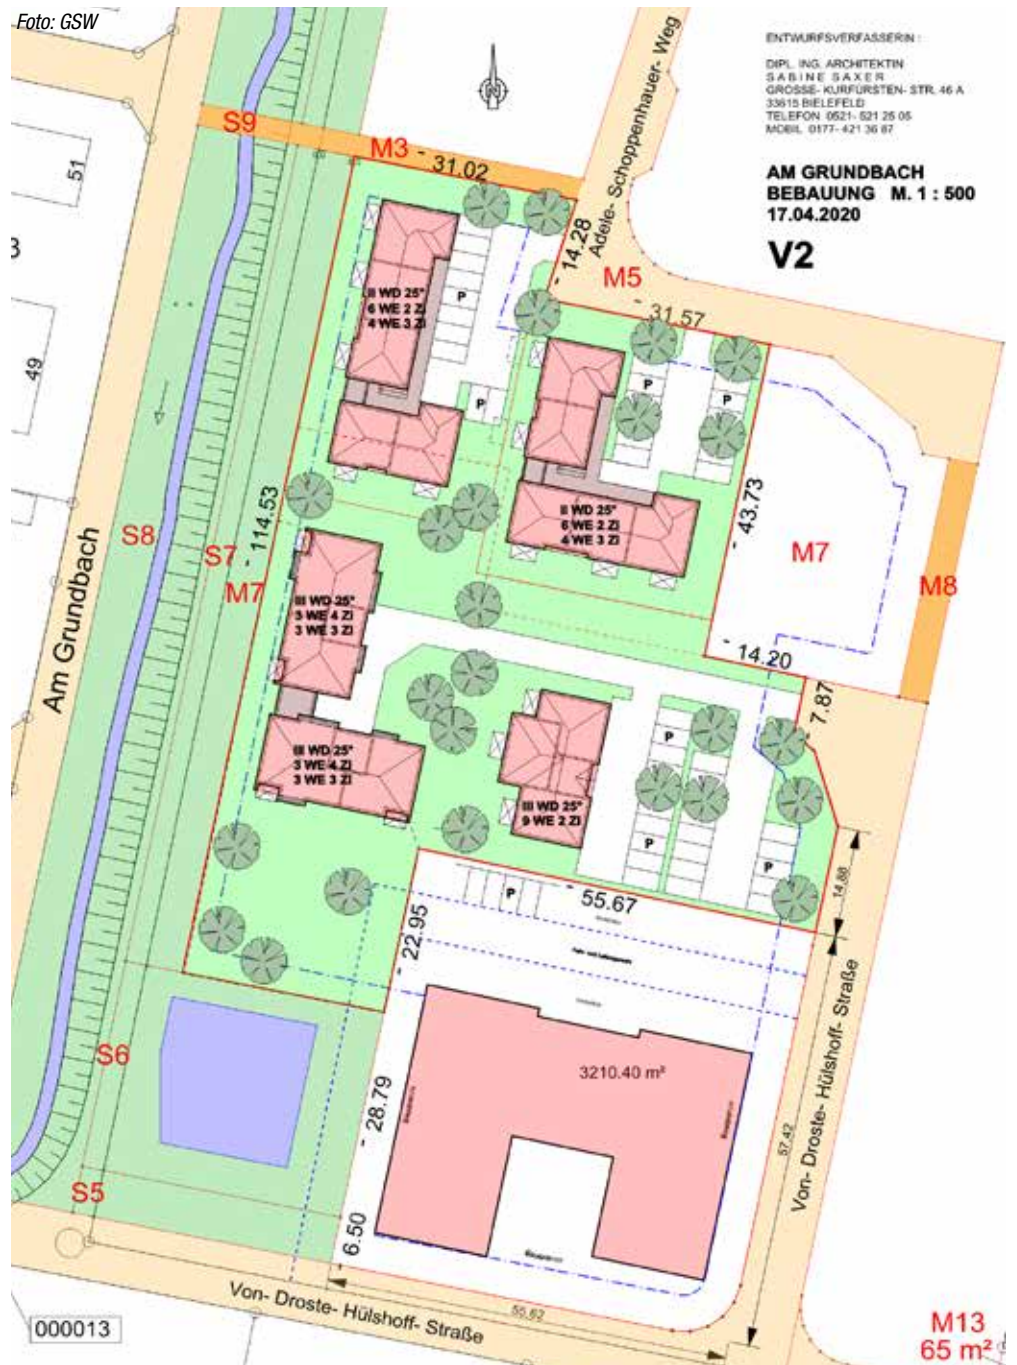 Foto: GSW
ENTWURFSVERFASSERIN :
DIPL. ING. ARCHITEKTIN
SABINE SAXER
GROSSE- KURFÜRSTEN- STR. 46 A
33615 BIELEFELD
TELEFON 0521- 521 25 05
MOBIL 0177- 421 36 87
AM GRUNDBACH
BEBAUUNG M. 1 : 500
17.04.2020
V2
Adele- Schoppenhauer- Weg
S9
M3
31.02
51
14.28
M5
31.57
3
49
II WD 25°
6 WE 2 ZI
4 WE 3 ZI
P
P
P
P
II WD 25°
6 WE 2 ZI
4 WE 3 ZI
43.73
M7
M8
S8
S7
114.53
M7
Am Grundbach
III WD 25°
3 WE 4 ZI
3 WE 3 ZI
14.20
7.87
III WD 25°
3 WE 4 ZI
3 WE 3 ZI
III WD 25°
9 WE 2 ZI
P
P
P
14,88
P
55.67
22.95
3210.40 m²
28.79
57,42
Von- Droste- Hülshoff- Straße
S6
S5
6.50
Von- Droste- Hülshoff- Straße
55,62
000013
M13
65 m²